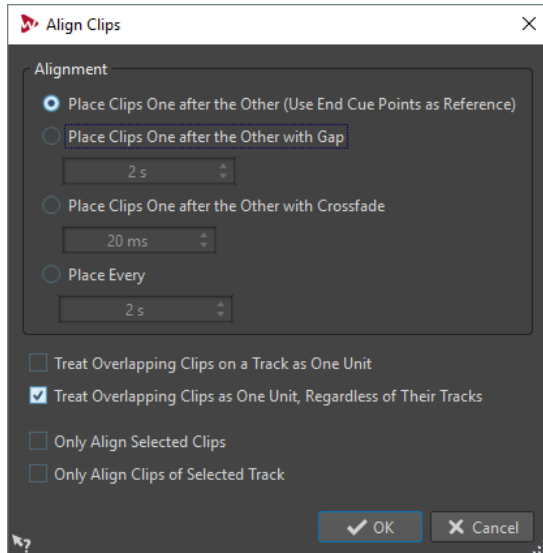 Align Clips
Alignment
Place Clips One after the Other (Use End Cue Points as Reference)
Place Clips One after the Other with Gap
2 s
Place Clips One after the Other with Crossfade
20 ms
Place Every
2 s
Treat Overlapping Clips on a Track as One Unit
Treat Overlapping Clips as One Unit, Regardless of Their Tracks
Only Align Selected Clips
Only Align Clips of Selected Track
OK Cancel